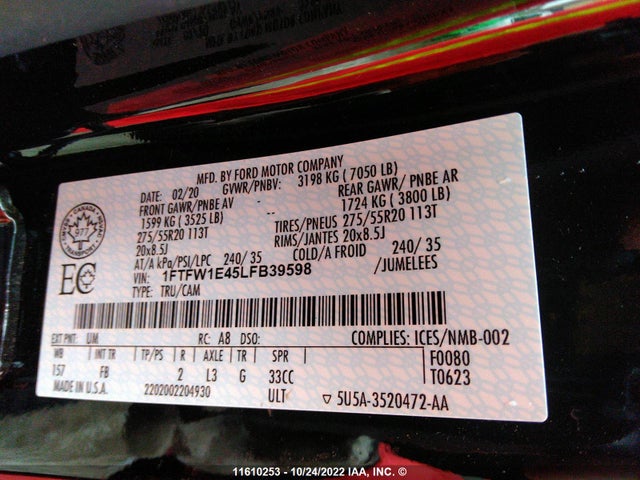 MFD. BY FORD MOTOR COMPANY
DATE: 02/20 GVWR/PNBV: 3198 KG ( 7050 LB)
FRONT GAWR/PNBE AV REAR GAWR/ PNBE AR
1599 KG ( 3525 LB) -- 1724 KG ( 3800 LB)
275/55R20 113T TIRES/PNEUS 275/55R20 113T
20x8.5J RIMS/JANTES 20x8.5J
AT/A kPa/PSI/LPC 240/ 35 COLD/A FROID 240/ 35
VIN: 1FTFW1E45LFB39598 /JUMELEES
TYPE: TRU/CAM
CANADA
977
TRANSPORT
EC
EXT PNT: UM RC: A8 DSO: COMPLIES: ICES/NMB-002
WB INT TR TP/PS R AXLE TR SPR F0080
157 FB 2 L3 G 33CC T0623
MADE IN U.S.A. 2202002204930 ULT ▽ 5U5A-3520472-AA
11610253 - 10/24/2022 IAA, INC. ©